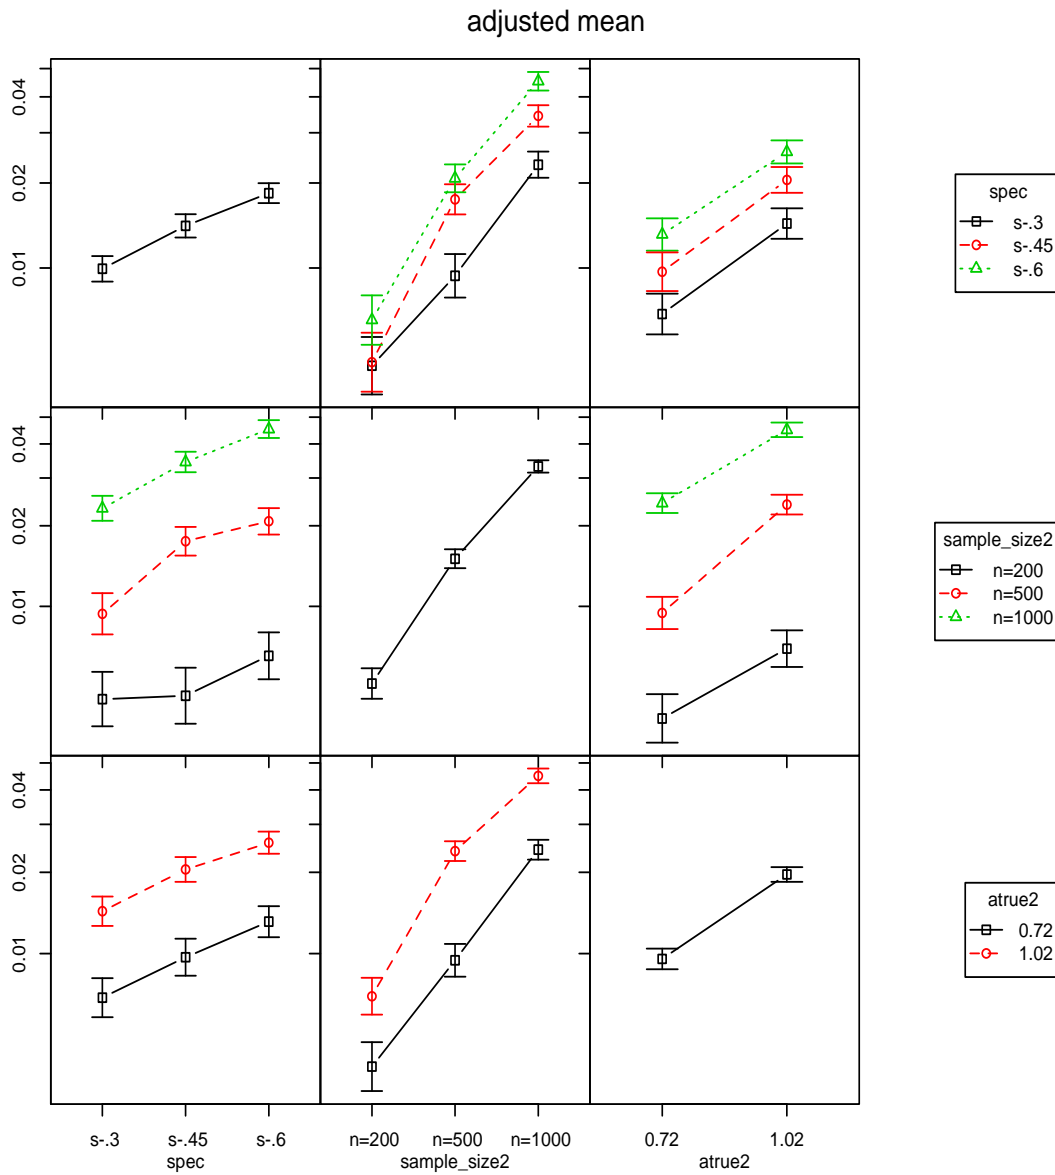 adjusted mean
0.04
0.02
0.01
spec
s-.3
s-.45
s-.6
0.04
0.02
0.01
sample_size2
n=200
n=500
n=1000
0.04
0.02
0.01
atrue2
0.72
1.02
s-.3 s-.45 s-.6 n=200 n=500 n=1000 0.72 1.02
spec sample_size2 atrue2